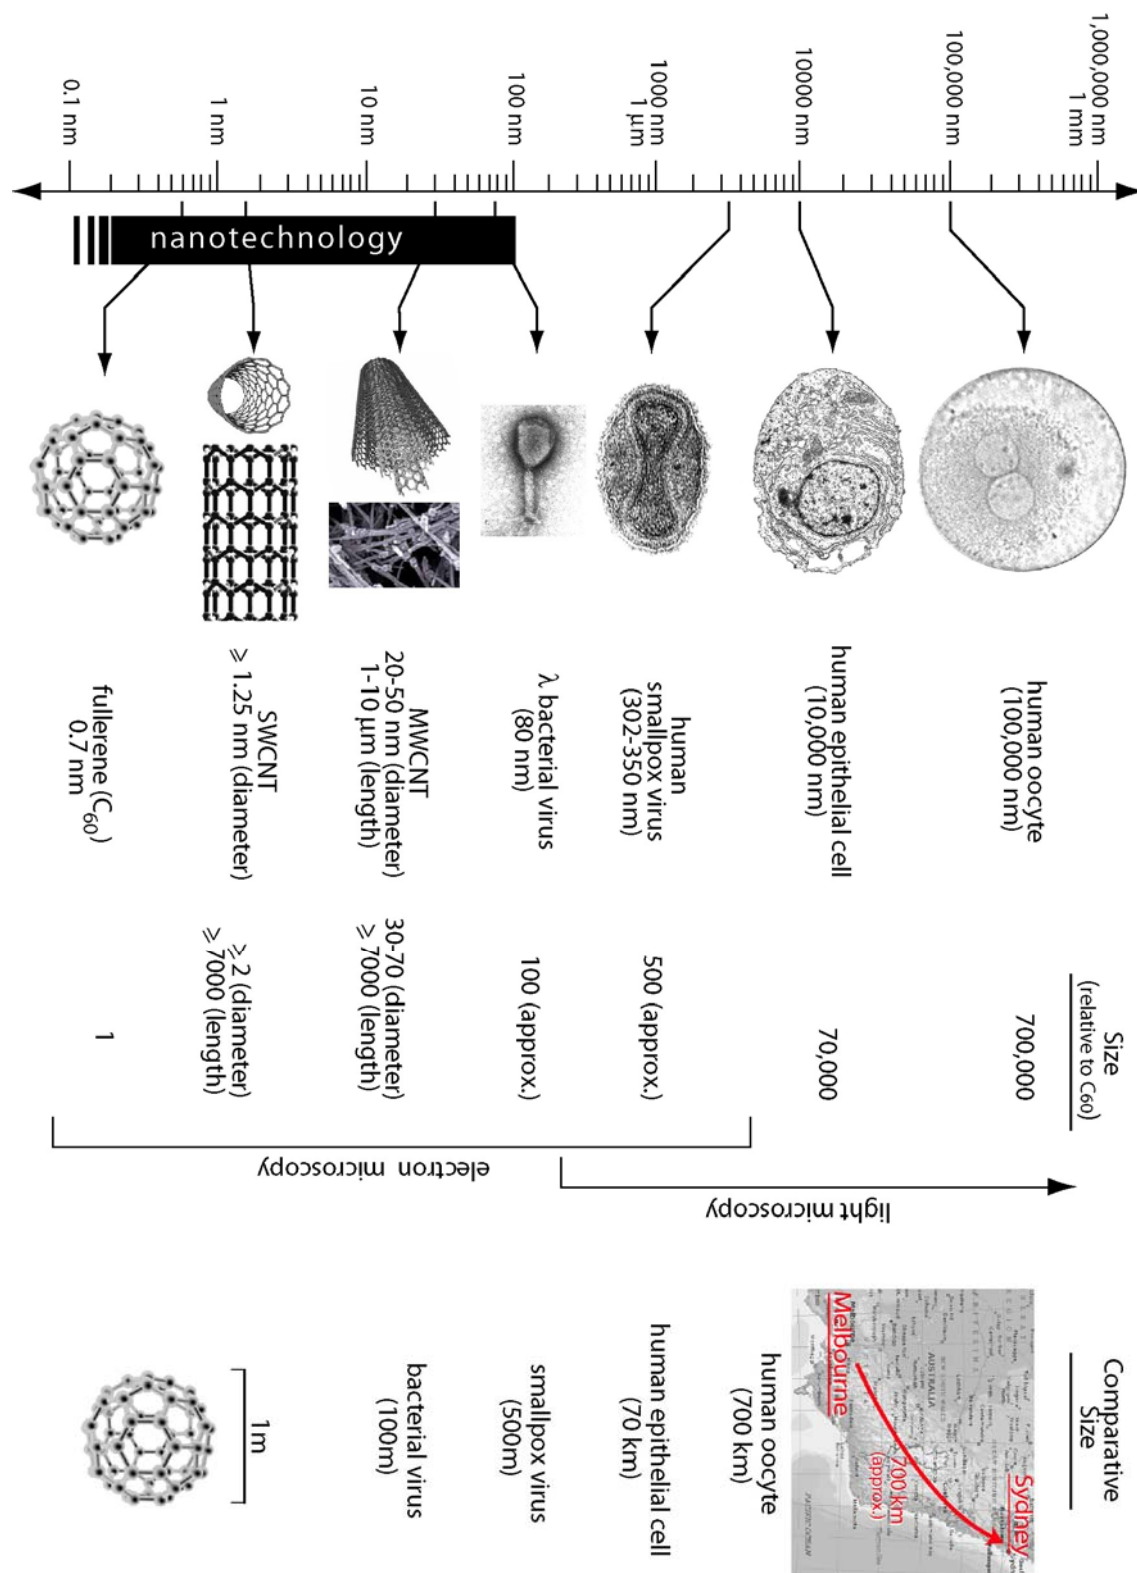 1,000,000 nm
1 mm
100,000 nm
10000 nm
1000 nm
1 µm
100 nm
10 nm
1 nm
0.1 nm
nanotechnology
human oocyte
(100,000 nm)
human epithelial cell
(10,000 nm)
human
smallpox virus
(302-350 nm)
λ bacterial virus
(80 nm)
MWCNT
20-50 nm (diameter)
1-10 µm (length)
SWCNT
⩾ 1.25 nm (diameter)
fullerene (C60)
0.7 nm
Size
(relative to C60)
700,000
70,000
500 (approx.)
100 (approx.)
30-70 (diameter)
⩾ 7000 (length)
⩾ 2 (diameter)
⩾ 7000 (length)
1
electron microscopy
light microscopy
Comparative
Size
Sydney
Melbourne
700 km
(approx.)
AUSTRALIA
human oocyte
(700 km)
human epithelial cell
(70 km)
smallpox virus
(500m)
bacterial virus
(100m)
1m